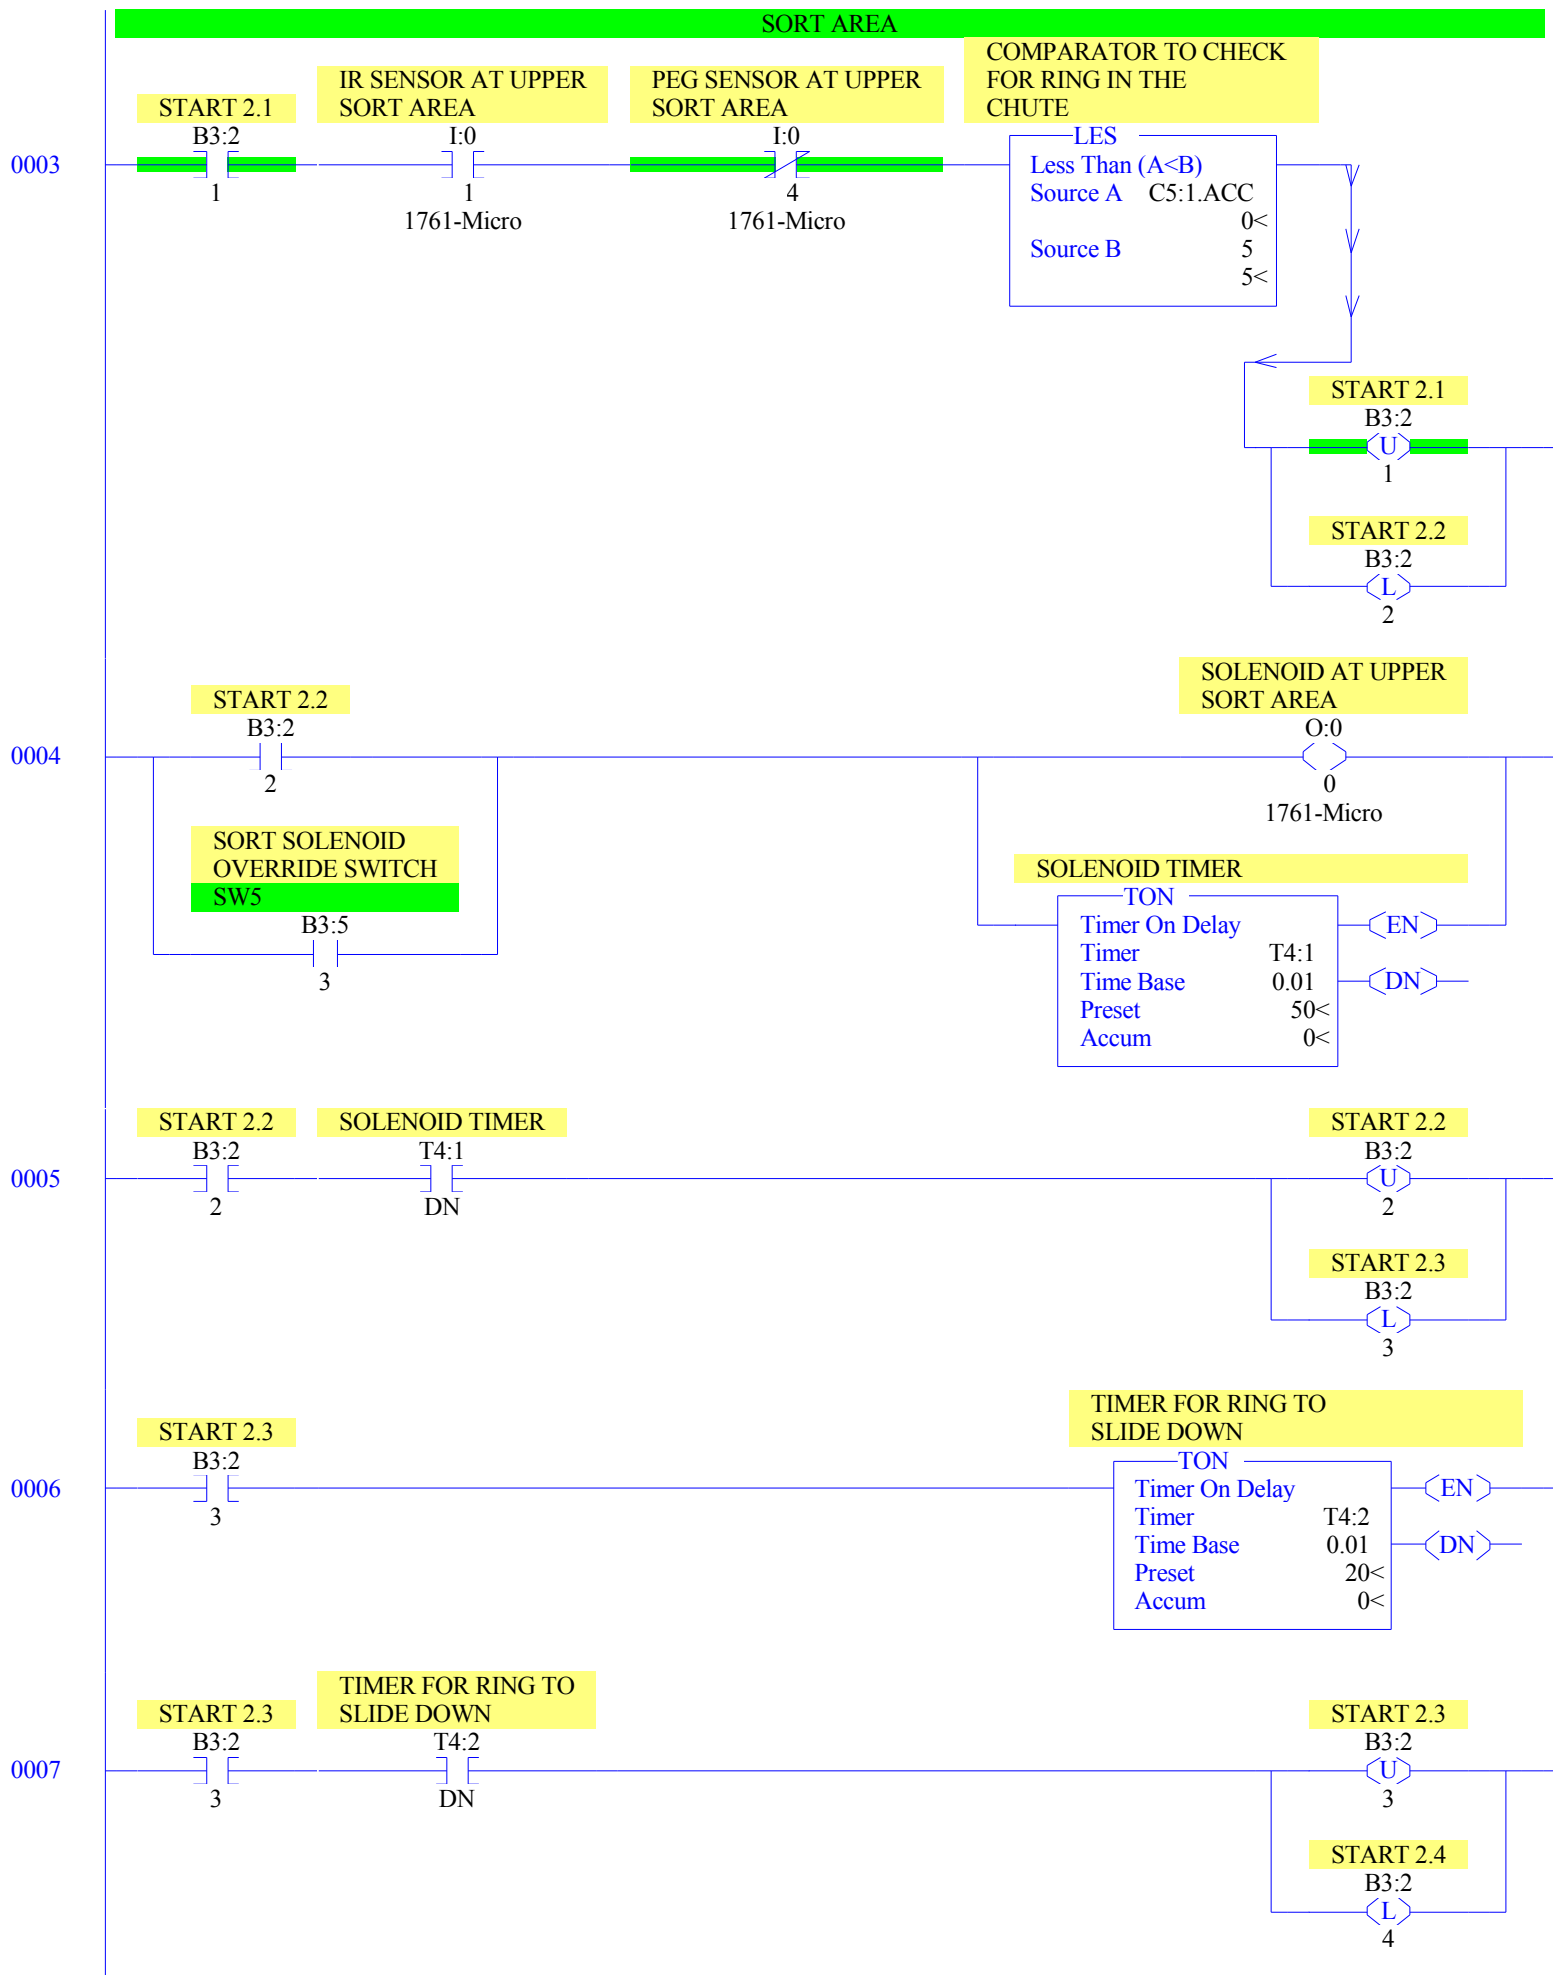 SORT AREA
START 2.1
B3:2
1
IR SENSOR AT UPPER
SORT AREA
I:0
1
1761-Micro
PEG SENSOR AT UPPER
SORT AREA
I:0
4
1761-Micro
COMPARATOR TO CHECK
FOR RING IN THE
CHUTE
LES
Less Than (A<B)
Source A C5:1.ACC
0<
Source B 5
5<
0003
START 2.1
B3:2
U
1
START 2.2
B3:2
L
2
0004
START 2.2
B3:2
2
SORT SOLENOID
OVERRIDE SWITCH
SW5
B3:5
3
SOLENOID AT UPPER
SORT AREA
O:0
0
1761-Micro
SOLENOID TIMER
TON
Timer On Delay
Timer T4:1
Time Base 0.01
Preset 50<
Accum 0<
EN
DN
0005
START 2.2
B3:2
2
SOLENOID TIMER
T4:1
DN
START 2.2
B3:2
U
2
START 2.3
B3:2
L
3
0006
START 2.3
B3:2
3
TIMER FOR RING TO
SLIDE DOWN
TON
Timer On Delay
Timer T4:2
Time Base 0.01
Preset 20<
Accum 0<
EN
DN
0007
START 2.3
B3:2
3
TIMER FOR RING TO
SLIDE DOWN
T4:2
DN
START 2.3
B3:2
U
3
START 2.4
B3:2
L
4